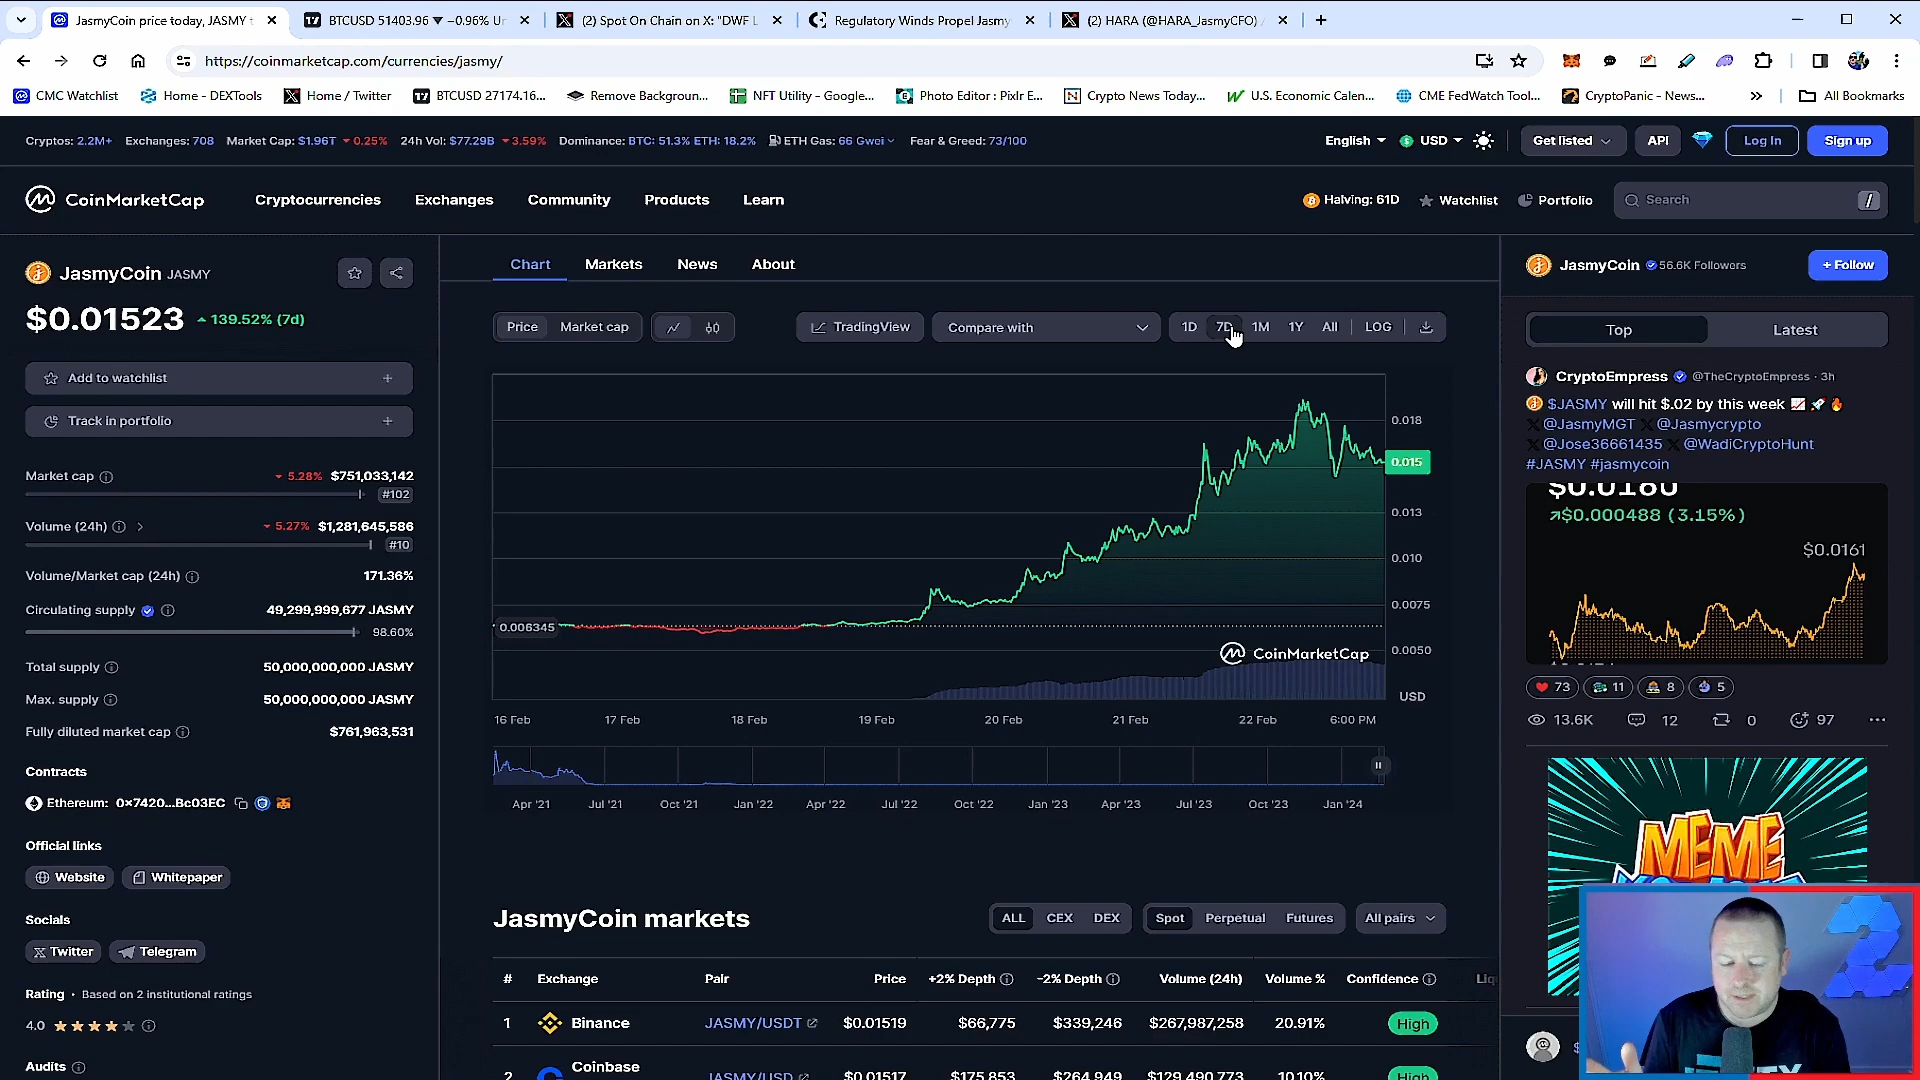 JasmyCoin price today, JASMY t
BTCUSD 51403.96 ▼ −0.96% Un
(2) Spot On Chain on X: "DWF L
Regulatory Winds Propel Jasmy
(2) HARA (@HARA_JasmyCFO) /
https://coinmarketcap.com/currencies/jasmy/
CMC Watchlist
Home - DEXTools
Home / Twitter
BTCUSD 27174.16...
Remove Backgroun...
NFT Utility - Google...
Photo Editor : Pixlr E...
Crypto News Today...
U.S. Economic Calen...
CME FedWatch Tool...
CryptoPanic - News...
All Bookmarks
Cryptos: 2.2M+ Exchanges: 708 Market Cap: $1.96T 0.25% 24h Vol: $77.29B 3.59% Dominance: BTC: 51.3% ETH: 18.2% ETH Gas: 66 Gwei Fear & Greed: 73/100
English USD Get listed API Log In Sign up
CoinMarketCap
Cryptocurrencies Exchanges Community Products Learn
Halving: 61D Watchlist Portfolio Search /
JasmyCoin JASMY
$0.01523 139.52% (7d)
Add to watchlist +
Track in portfolio +
Market cap 5.28% $751,033,142
#102
Volume (24h) 5.27% $1,281,645,586
#10
Volume/Market cap (24h) 171.36%
Circulating supply 49,299,999,677 JASMY
98.60%
Total supply 50,000,000,000 JASMY
Max. supply 50,000,000,000 JASMY
Fully diluted market cap $761,963,531
Contracts
Ethereum: 0x7420...Bc03EC
Official links
Website Whitepaper
Socials
Twitter Telegram
Rating • Based on 2 institutional ratings
4.0
Audits
Chart Markets News About
Price Market cap TradingView Compare with 1D 7D 1M 1Y All LOG
0.018
0.015
0.013
0.010
0.0075
0.006345
0.0050
CoinMarketCap
USD
16 Feb 17 Feb 18 Feb 19 Feb 20 Feb 21 Feb 22 Feb 6:00 PM
Apr '21 Jul '21 Oct '21 Jan '22 Apr '22 Jul '22 Oct '22 Jan '23 Apr '23 Jul '23 Oct '23 Jan '24
JasmyCoin markets
ALL CEX DEX Spot Perpetual Futures All pairs
# Exchange Pair Price +2% Depth -2% Depth Volume (24h) Volume % Confidence Liq
1 Binance JASMY/USDT $0.01519 $66,775 $339,246 $267,987,258 20.91% High
2 Coinbase JASMY/USD $0.01517 $175,853 $264,949 $129,490,773 10.10% High
JasmyCoin 56.6K Followers + Follow
Top Latest
CryptoEmpress @TheCryptoEmpress · 3h
$JASMY will hit $.02 by this week
@JasmyMGT @Jasmycrypto
@Jose36661435 @WadiCryptoHunt
#JASMY #jasmycoin
$0.0160
$0.000488 (3.15%)
$0.0161
73 11 8 5
13.6K 12 0 97
MEME